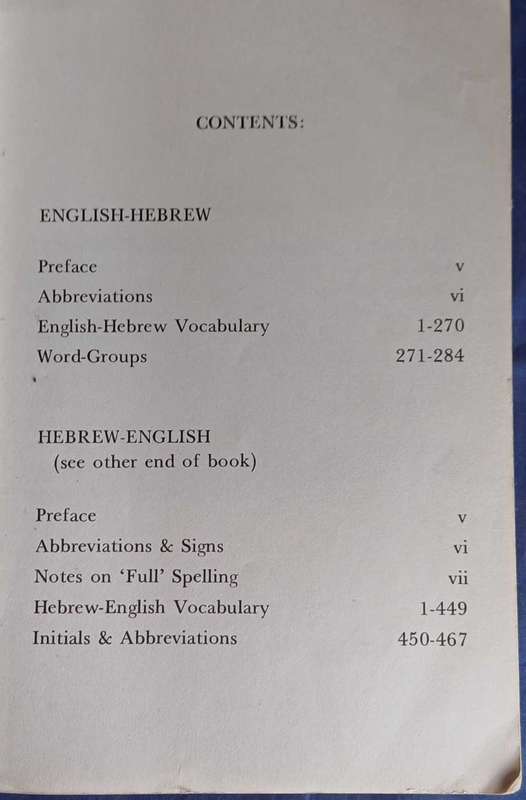 CONTENTS:
ENGLISH-HEBREW
Preface v
Abbreviations vi
English-Hebrew Vocabulary 1-270
Word-Groups 271-284
HEBREW-ENGLISH
(see other end of book)
Preface v
Abbreviations & Signs vi
Notes on ‘Full’ Spelling vii
Hebrew-English Vocabulary 1-449
Initials & Abbreviations 450-467